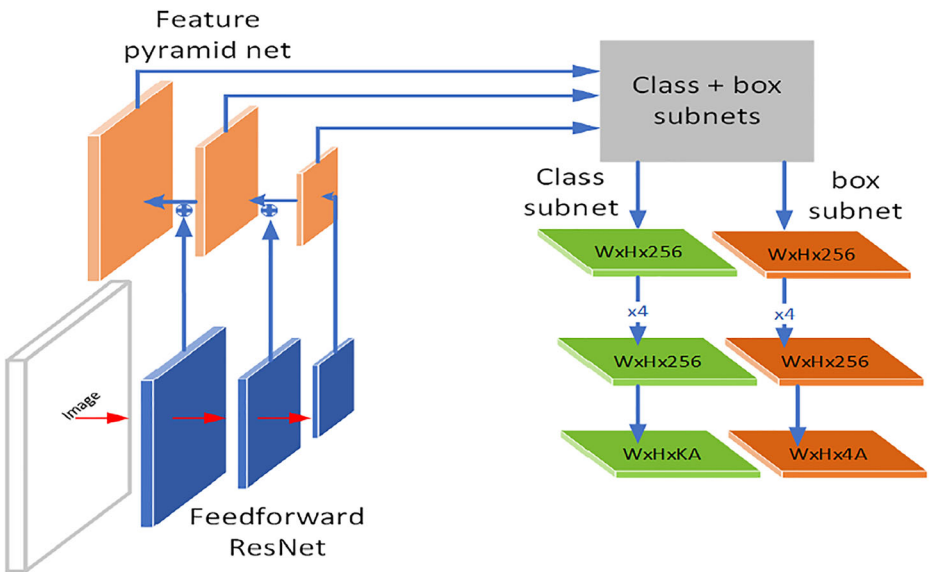 Feature
pyramid net
Class + box
subnets
Class
subnet
box
subnet
WxHx256
WxHx256
x4
x4
WxHx256
WxHx256
WxHxKA
WxHx4A
Image
Feedforward
ResNet